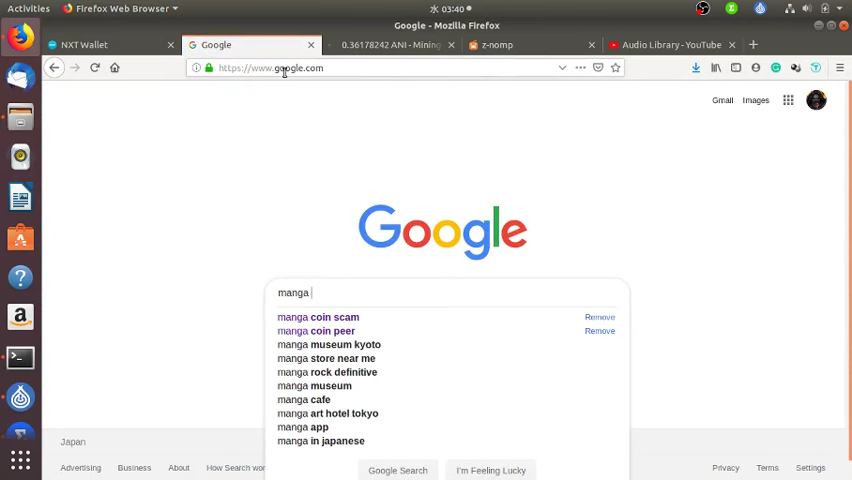 Activities Firefox Web Browser 水 03:40
Google - Mozilla Firefox
NXT Wallet Google 0.36178242 ANI - Mining z-nomp Audio Library - YouTube
https://www.google.com
Gmail Images
Google
manga
manga coin scam Remove
manga coin peer Remove
manga museum kyoto
manga store near me
manga rock definitive
manga museum
manga cafe
manga art hotel tokyo
manga app
manga in japanese
Japan
Google Search I'm Feeling Lucky
Advertising Business About How Search wor Privacy Terms Settings